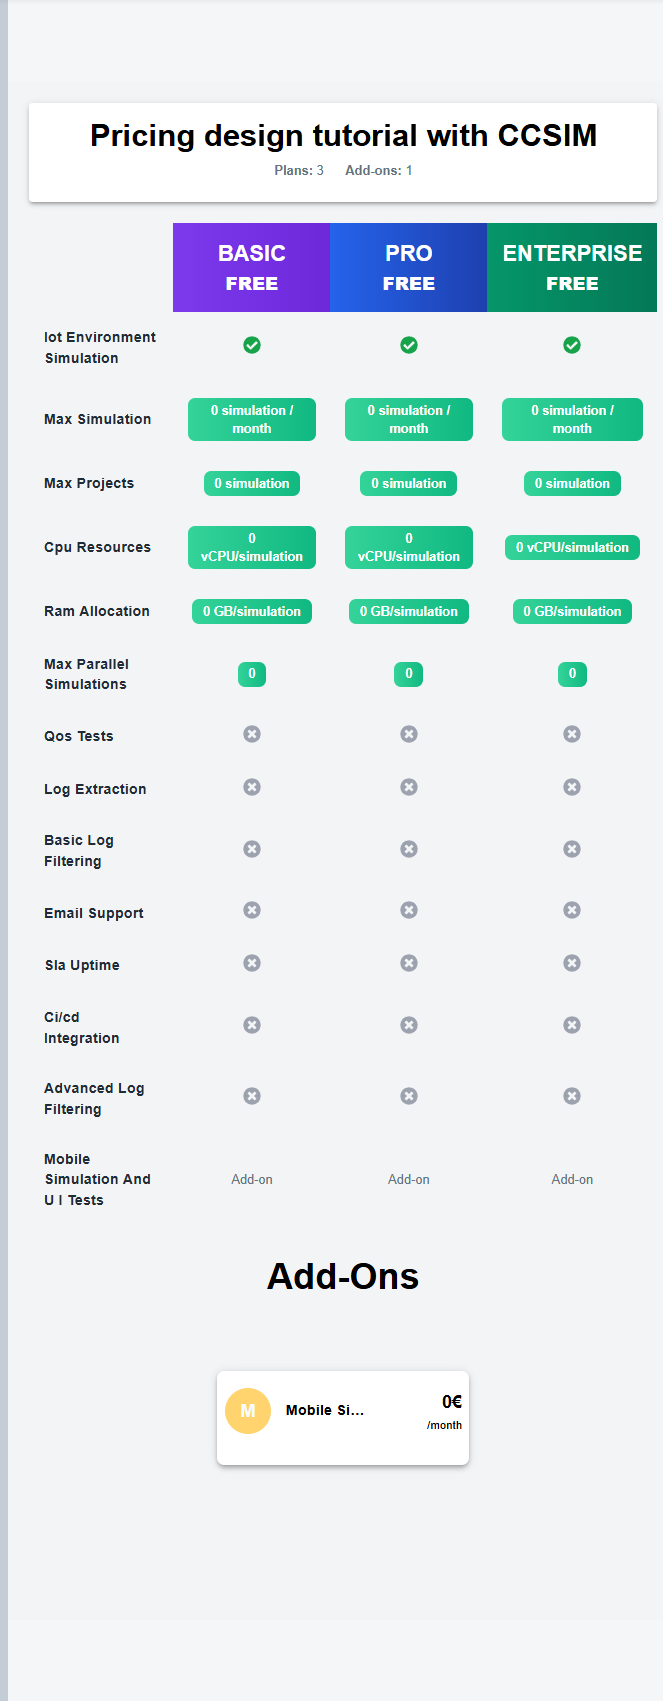 Pricing design tutorial with CCSIM
Plans: 3 Add-ons: 1
BASIC PRO ENTERPRISE
FREE FREE FREE
Iot Environment
Simulation
Max Simulation
0 simulation /
month
0 simulation /
month
0 simulation /
month
Max Projects 0 simulation 0 simulation 0 simulation
Cpu Resources
0
vCPU/simulation
0
vCPU/simulation
0 vCPU/simulation
Ram Allocation 0 GB/simulation 0 GB/simulation 0 GB/simulation
Max Parallel
Simulations
0 0 0
Qos Tests
Log Extraction
Basic Log
Filtering
Email Support
Sla Uptime
Ci/cd
Integration
Advanced Log
Filtering
Mobile
Simulation And
U I Tests
Add-on Add-on Add-on
Add-Ons
M Mobile Si... 0€
/month